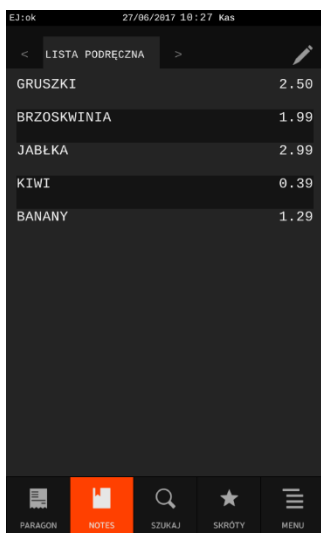 EJ:ok 27/06/2017 10:27 Kas
< LISTA PODRĘCZNA >
GRUSZKI 2.50
BRZOSKWINIA 1.99
JABŁKA 2.99
KIWI 0.39
BANANY 1.29
PARAGON NOTES SZUKAJ SKRÓTY MENU